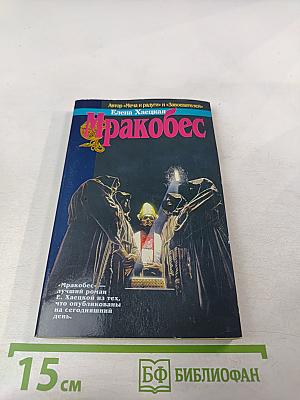 Автор «Меча и радуги» и «Завоевателей»
Елена Хаецкая
Мракобес
«Мракобес» —
лучший роман
Е. Хаецкой из тех,
что опубликованы
на сегодняшний
день.
15 см
БФ БИБЛИОФАН